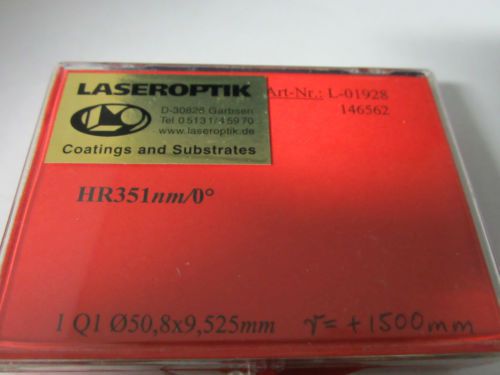 LASEROPTIK
D-30826 Garbsen
Tel 05131/4597 0
www.laseroptik.de
Coatings and Substrates
Art-Nr.: L-01928
146562
HR351nm/0°
1 Q1 Ø50,8x9,525mm r= +1500mm